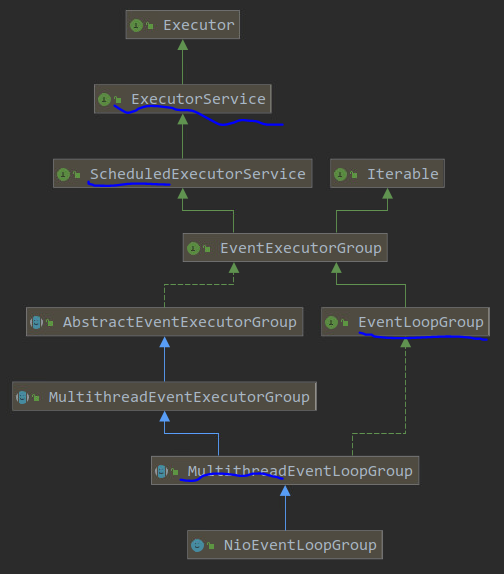 Executor
ExecutorService
ScheduledExecutorService
Iterable
EventExecutorGroup
AbstractEventExecutorGroup
EventLoopGroup
MultithreadEventExecutorGroup
MultithreadEventLoopGroup
NioEventLoopGroup